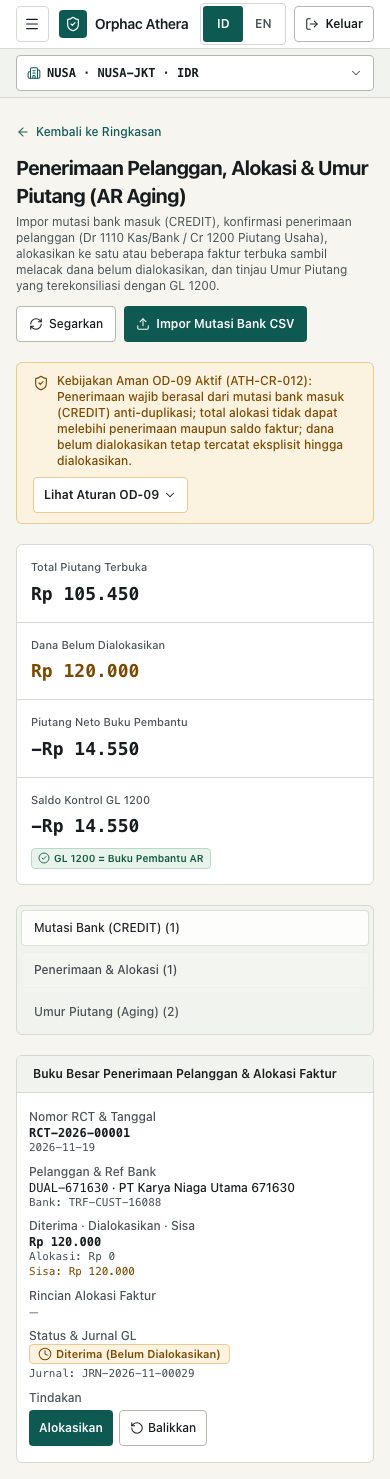 Orphac Athera
ID
EN
Keluar
NUSA · NUSA-JKT · IDR
Kembali ke Ringkasan
Penerimaan Pelanggan, Alokasi & Umur
Piutang (AR Aging)
Impor mutasi bank masuk (CREDIT), konfirmasi penerimaan
pelanggan (Dr 1110 Kas/Bank / Cr 1200 Piutang Usaha),
alokasikan ke satu atau beberapa faktur terbuka sambil
melacak dana belum dialokasikan, dan tinjau Umur Piutang
yang terekonsiliasi dengan GL 1200.
Segarkan
Impor Mutasi Bank CSV
Kebijakan Aman OD-09 Aktif (ATH-CR-012):
Penerimaan wajib berasal dari mutasi bank masuk
(CREDIT) anti-duplikasi; total alokasi tidak dapat
melebihi penerimaan maupun saldo faktur; dana
belum dialokasikan tetap tercatat eksplisit hingga
dialokasikan.
Lihat Aturan OD-09
Total Piutang Terbuka
Rp 105.450
Dana Belum Dialokasikan
Rp 120.000
Piutang Neto Buku Pembantu
−Rp 14.550
Saldo Kontrol GL 1200
−Rp 14.550
GL 1200 = Buku Pembantu AR
Mutasi Bank (CREDIT) (1)
Penerimaan & Alokasi (1)
Umur Piutang (Aging) (2)
Buku Besar Penerimaan Pelanggan & Alokasi Faktur
Nomor RCT & Tanggal
RCT-2026-00001
2026-11-19
Pelanggan & Ref Bank
DUAL-671630 · PT Karya Niaga Utama 671630
Bank: TRF-CUST-16088
Diterima · Dialokasikan · Sisa
Rp 120.000
Alokasi: Rp 0
Sisa: Rp 120.000
Rincian Alokasi Faktur
—
Status & Jurnal GL
Diterima (Belum Dialokasikan)
Jurnal: JRN-2026-11-00029
Tindakan
Alokasikan
Balikkan